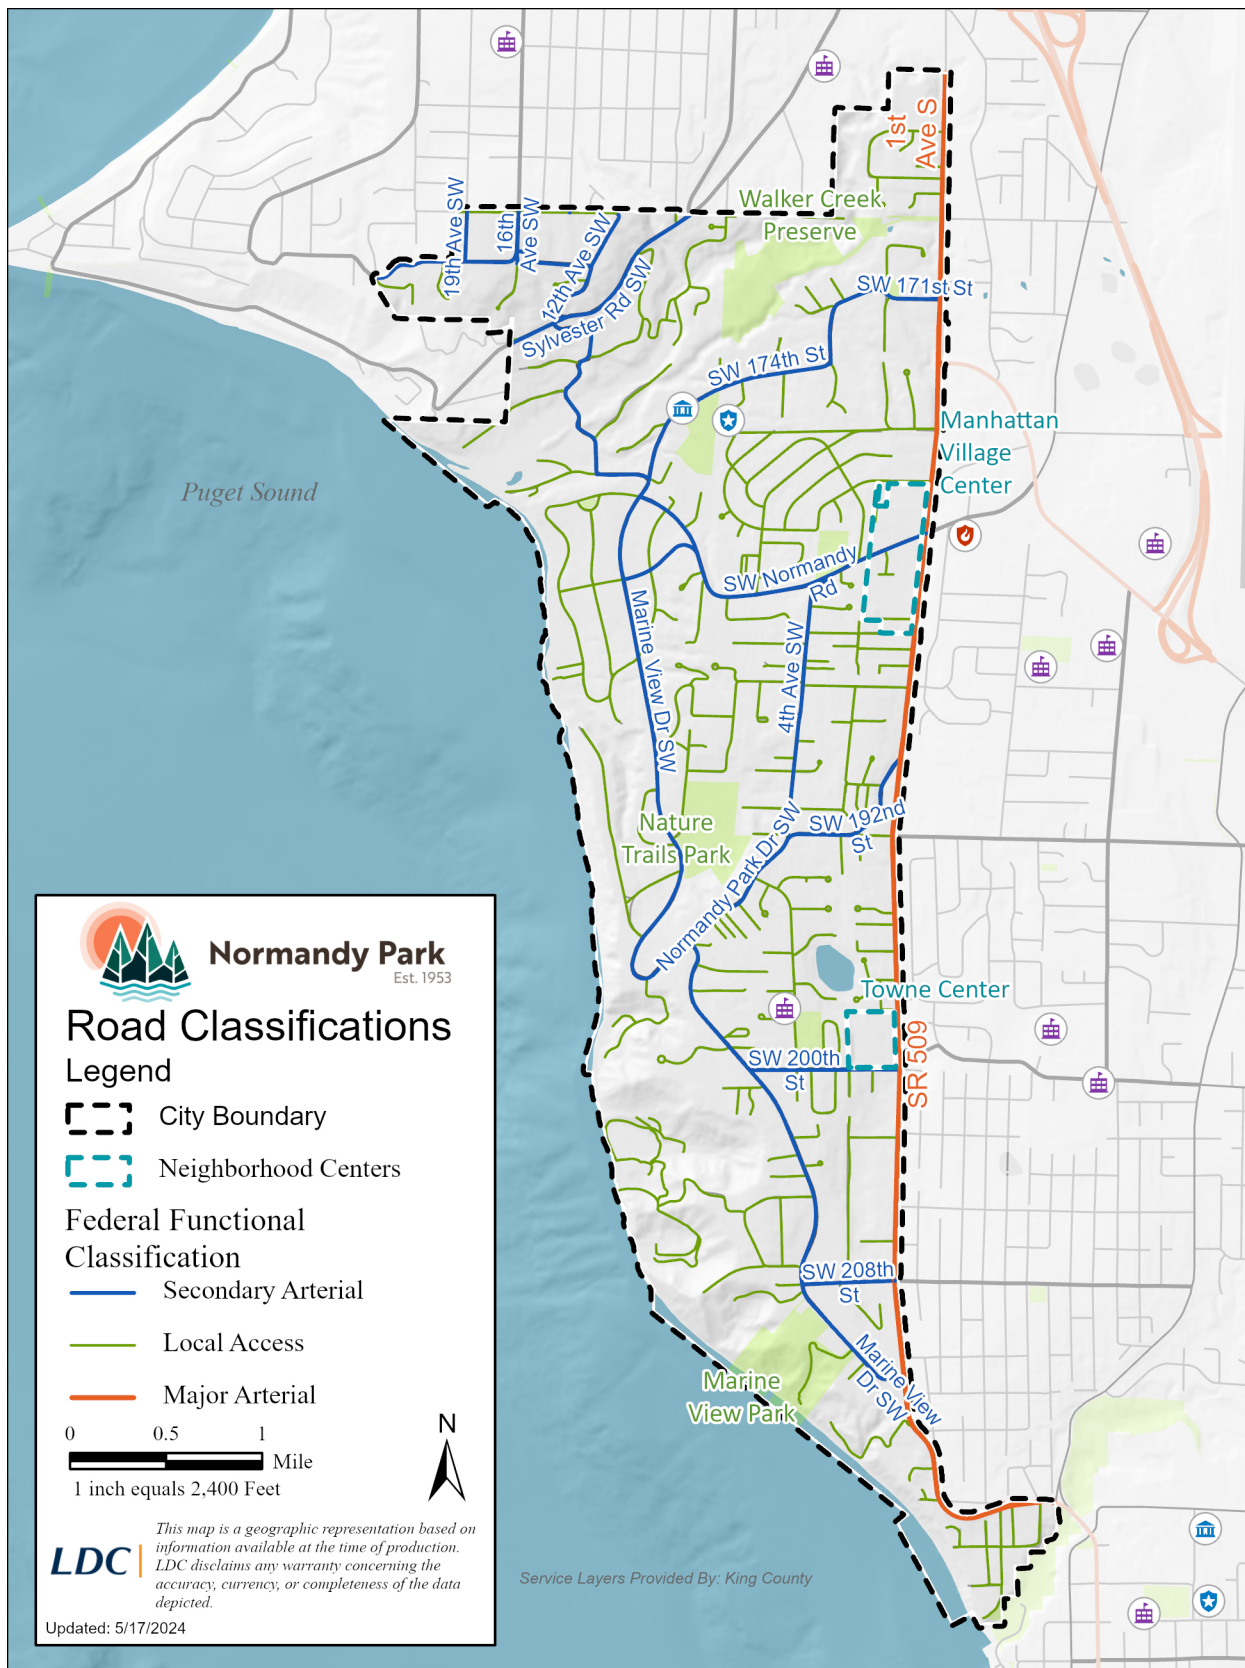 1st
Ave S
Walker Creek
Preserve
19th Ave SW
16th
Ave SW
12th Ave SW
Sylvester Rd SW
SW 171st St
SW 174th St
Manhattan
Village
Center
Puget Sound
SW Normandy
Rd
Marine View Dr SW
4th Ave SW
Nature
Trails Park
SW 192nd
St
Normandy Park Dr SW
Towne Center
SW 200th
St
SR 509
SW 208th
St
Marine View
Dr SW
Marine
View Park
Normandy Park
Est. 1953
Road Classifications
Legend
City Boundary
Neighborhood Centers
Federal Functional
Classification
Secondary Arterial
Local Access
Major Arterial
0 0.5 1
Mile
1 inch equals 2,400 Feet
N
LDC
This map is a geographic representation based on
information available at the time of production.
LDC disclaims any warranty concerning the
accuracy, currency, or completeness of the data
depicted.
Updated: 5/17/2024
Service Layers Provided By: King County